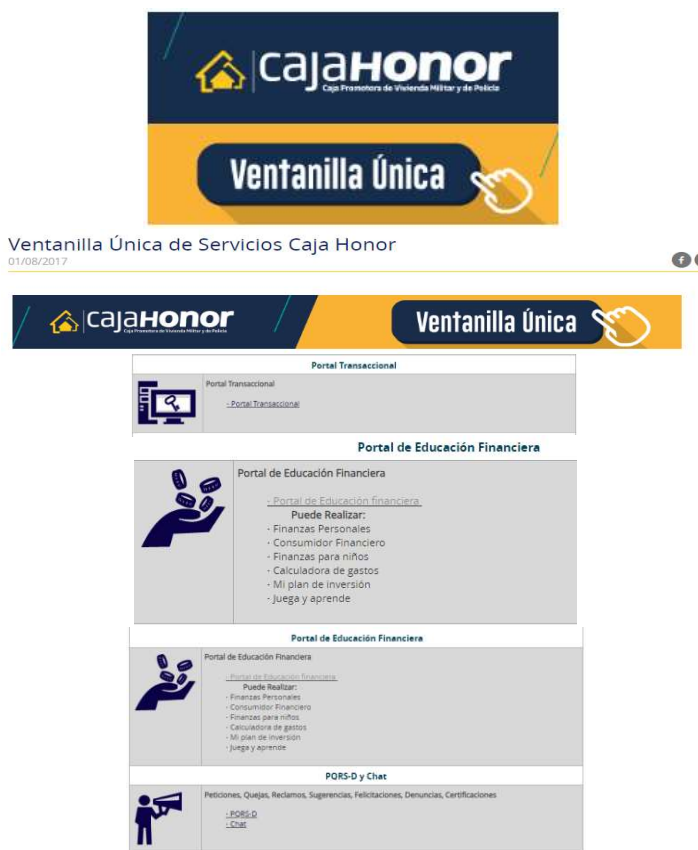 cajaHonor
Caja Promotora de Vivienda Militar y de Policía
Ventanilla Única
Ventanilla Única de Servicios Caja Honor
01/08/2017
cajaHonor
Caja Promotora de Vivienda Militar y de Policía
Ventanilla Única
Portal Transaccional
Portal Transaccional
- Portal Transaccional
Portal de Educación Financiera
Portal de Educación Financiera
- Portal de Educación financiera
Puede Realizar:
- Finanzas Personales
- Consumidor Financiero
- Finanzas para niños
- Calculadora de gastos
- Mi plan de inversión
- Juega y aprende
Portal de Educación Financiera
Portal de Educación Financiera
- Portal de Educación financiera
Puede Realizar:
- Finanzas Personales
- Consumidor Financiero
- Finanzas para niños
- Calculadora de gastos
- Mi plan de inversión
- Juega y aprende
PQRS-D y Chat
Peticiones, Quejas, Reclamos, Sugerencias, Felicitaciones, Denuncias, Certificaciones
- PQRS-D
- Chat